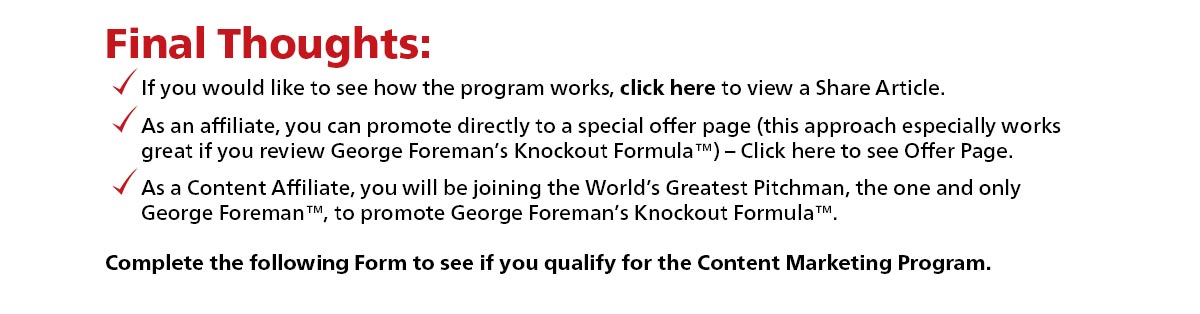 Final Thoughts:
If you would like to see how the program works, click here to view a Share Article.
As an affiliate, you can promote directly to a special offer page (this approach especially works
great if you review George Foreman’s Knockout Formula™) – Click here to see Offer Page.
As a Content Affiliate, you will be joining the World’s Greatest Pitchman, the one and only
George Foreman™, to promote George Foreman’s Knockout Formula™.
Complete the following Form to see if you qualify for the Content Marketing Program.